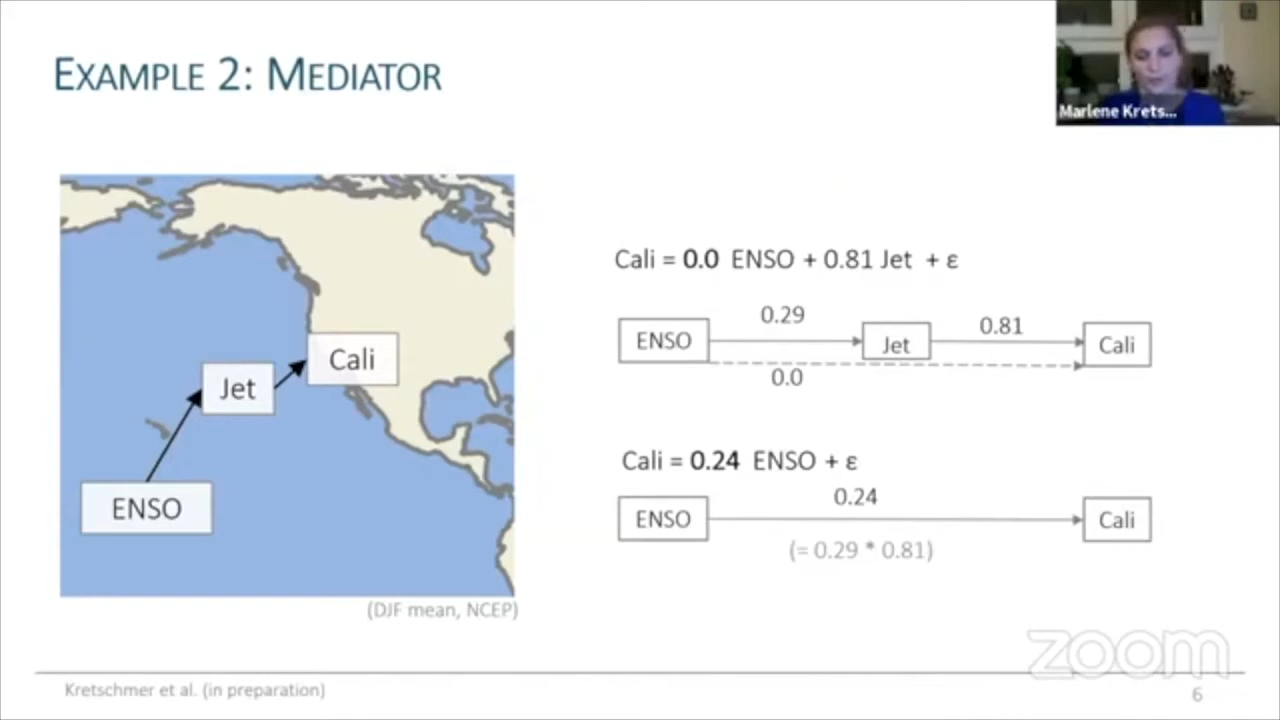 EXAMPLE 2: MEDIATOR
Marlene Krets...
Cali = 0.0 ENSO + 0.81 Jet + ε
0.29
0.81
ENSO
Jet
Cali
0.0
Cali
Jet
ENSO
Cali = 0.24 ENSO + ε
0.24
ENSO
Cali
(= 0.29 * 0.81)
(DJF mean, NCEP)
zoom
Kretschmer et al. (in preparation)
6